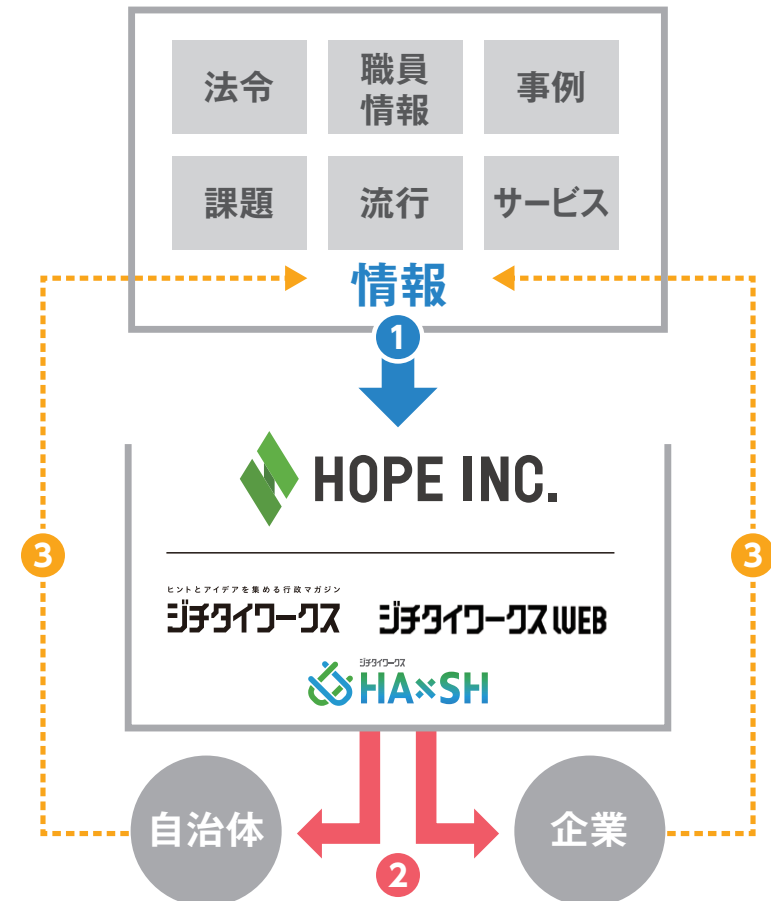 法令
職員
情報
事例
課題
流行
サービス
情報
1
HOPE INC.
3
3
ヒントとアイデアを集める行政マガジン
ジチタイワークス
ジチタイワークス WEB
ジチタイワークス
HA×SH
自治体
企業
2